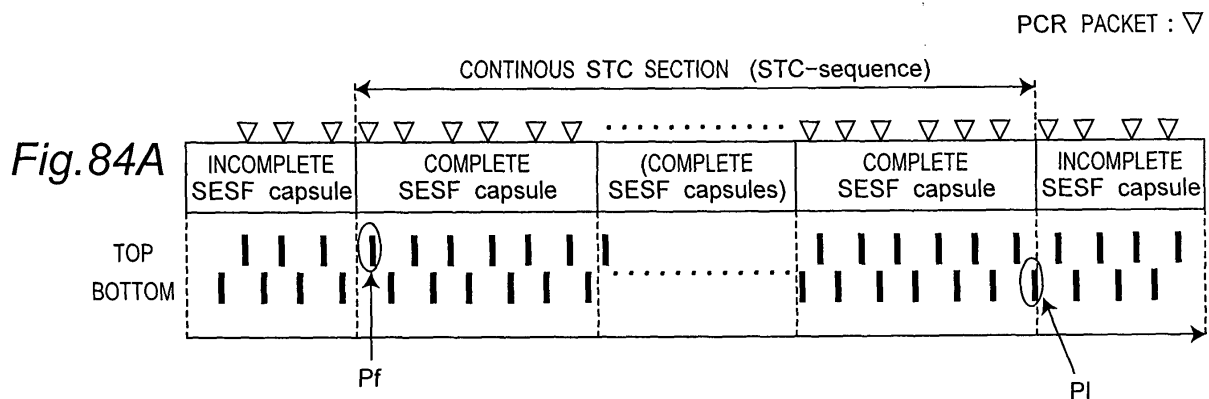 PCR PACKET : ▽
CONTINOUS STC SECTION (STC-sequence)
Fig.84A
INCOMPLETE SESF capsule
COMPLETE SESF capsule
(COMPLETE SESF capsules)
COMPLETE SESF capsule
INCOMPLETE SESF capsule
TOP
BOTTOM
Pf
Pl